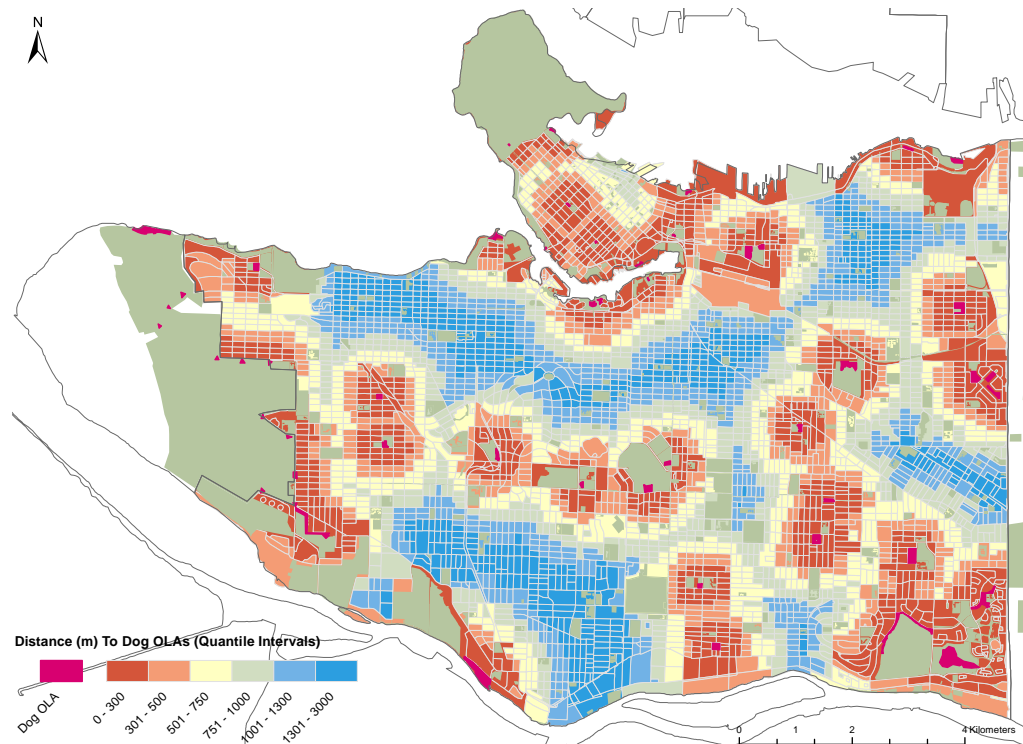 N
Distance (m) To Dog OLAs (Quantile Intervals)
Dog OLA
0 - 300
301 - 500
501 - 750
751 - 1000
1001 - 1300
1301 - 3000
0 1 2 4 Kilometers